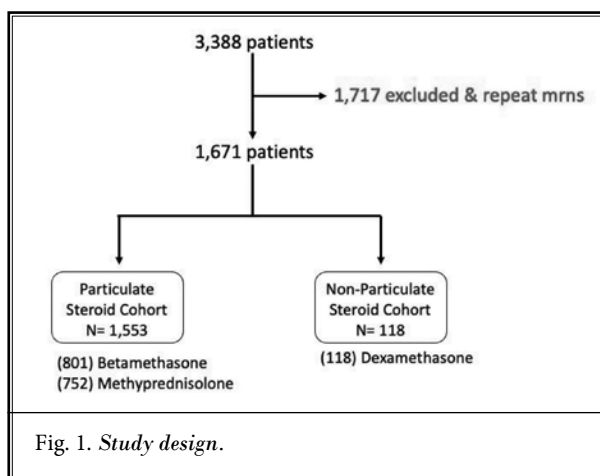 3,388 patients
1,717 excluded & repeat mrns
1,671 patients
Particulate
Steroid Cohort
N= 1,553
Non-Particulate
Steroid Cohort
N= 118
(801) Betamethasone
(752) Methyprednisolone
(118) Dexamethasone
Fig. 1. Study design.